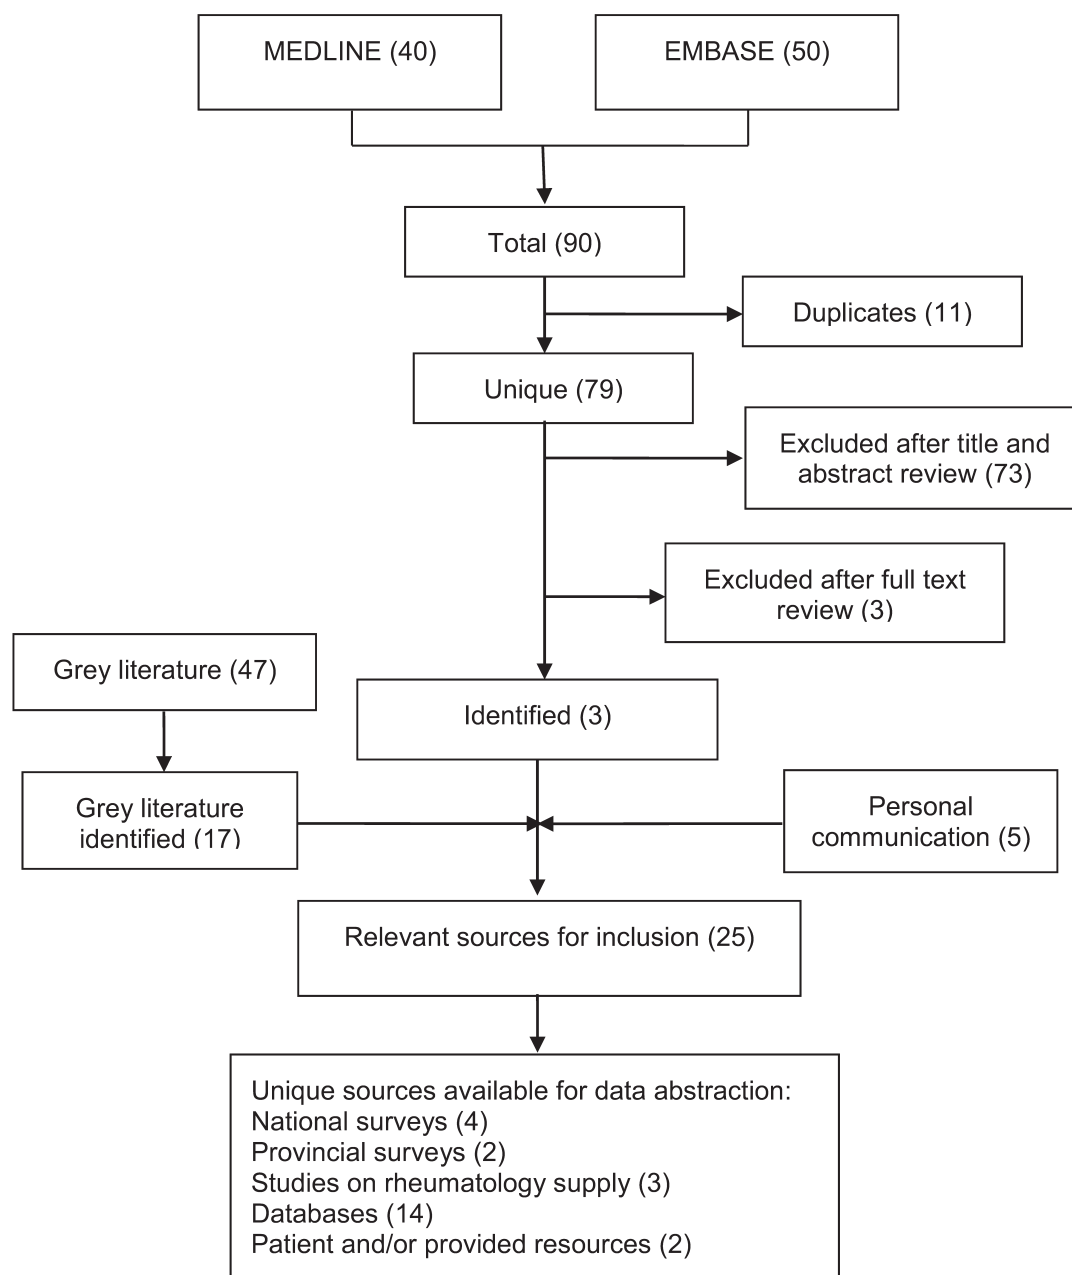 MEDLINE (40)
EMBASE (50)
Total (90)
Duplicates (11)
Unique (79)
Excluded after title and
abstract review (73)
Excluded after full text
review (3)
Grey literature (47)
Identified (3)
Grey literature
identified (17)
Personal
communication (5)
Relevant sources for inclusion (25)
Unique sources available for data abstraction:
National surveys (4)
Provincial surveys (2)
Studies on rheumatology supply (3)
Databases (14)
Patient and/or provided resources (2)